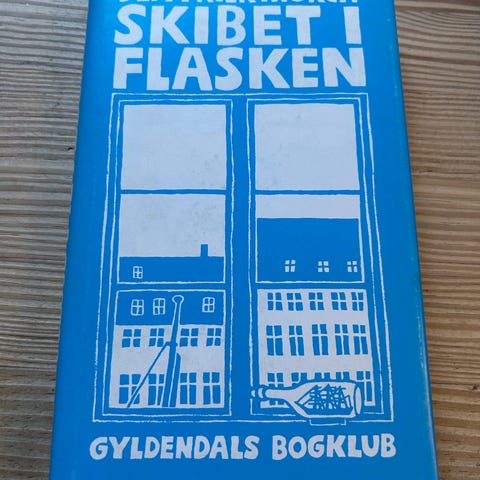 SKIBET I
FLASKEN
GYLDENDALS BOGKLUB